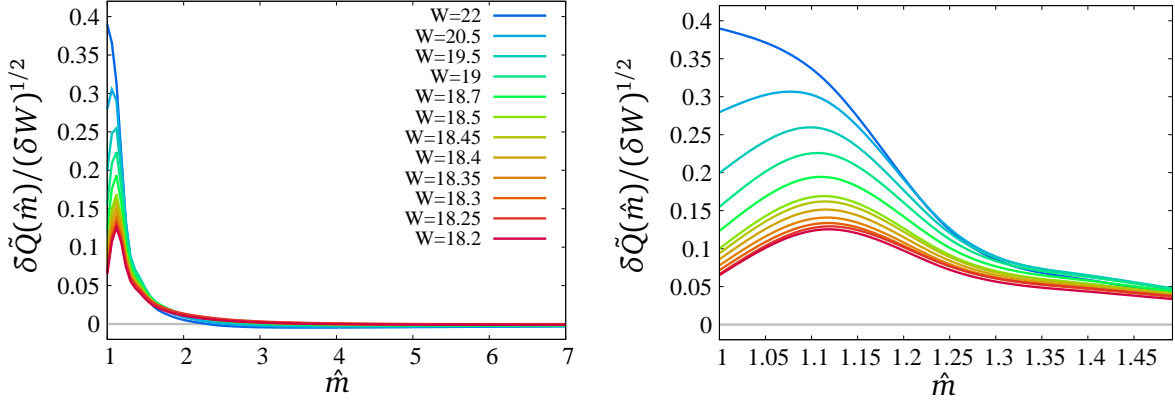 δQ̃(m̂)/(δW)^{1/2}
0.4
0.35
0.3
0.25
0.2
0.15
0.1
0.05
0
W=22
W=20.5
W=19.5
W=19
W=18.7
W=18.5
W=18.45
W=18.4
W=18.35
W=18.3
W=18.25
W=18.2
1 2 3 4 5 6 7
m̂
δQ̃(m̂)/(δW)^{1/2}
0.4
0.35
0.3
0.25
0.2
0.15
0.1
0.05
0
1 1.05 1.1 1.15 1.2 1.25 1.3 1.35 1.4 1.45
m̂